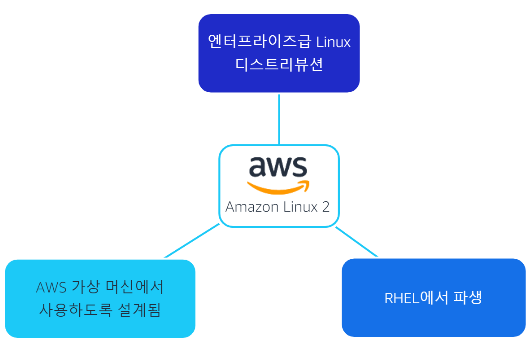 엔터프라이즈급 Linux
디스트리뷰션
aws
Amazon Linux 2
AWS 가상 머신에서
사용하도록 설계됨
RHEL에서 파생